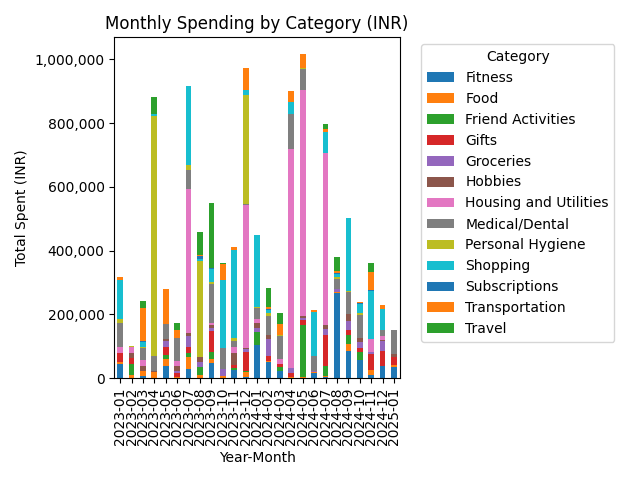 Monthly Spending by Category (INR)
Total Spent (INR)
1,000,000
800,000
600,000
400,000
200,000
0
2023-01
2023-02
2023-03
2023-04
2023-05
2023-06
2023-07
2023-08
2023-09
2023-10
2023-11
2023-12
2024-01
2024-02
2024-03
2024-04
2024-05
2024-06
2024-07
2024-08
2024-09
2024-10
2024-11
2024-12
2025-01
Year-Month
Category
Fitness
Food
Friend Activities
Gifts
Groceries
Hobbies
Housing and Utilities
Medical/Dental
Personal Hygiene
Shopping
Subscriptions
Transportation
Travel